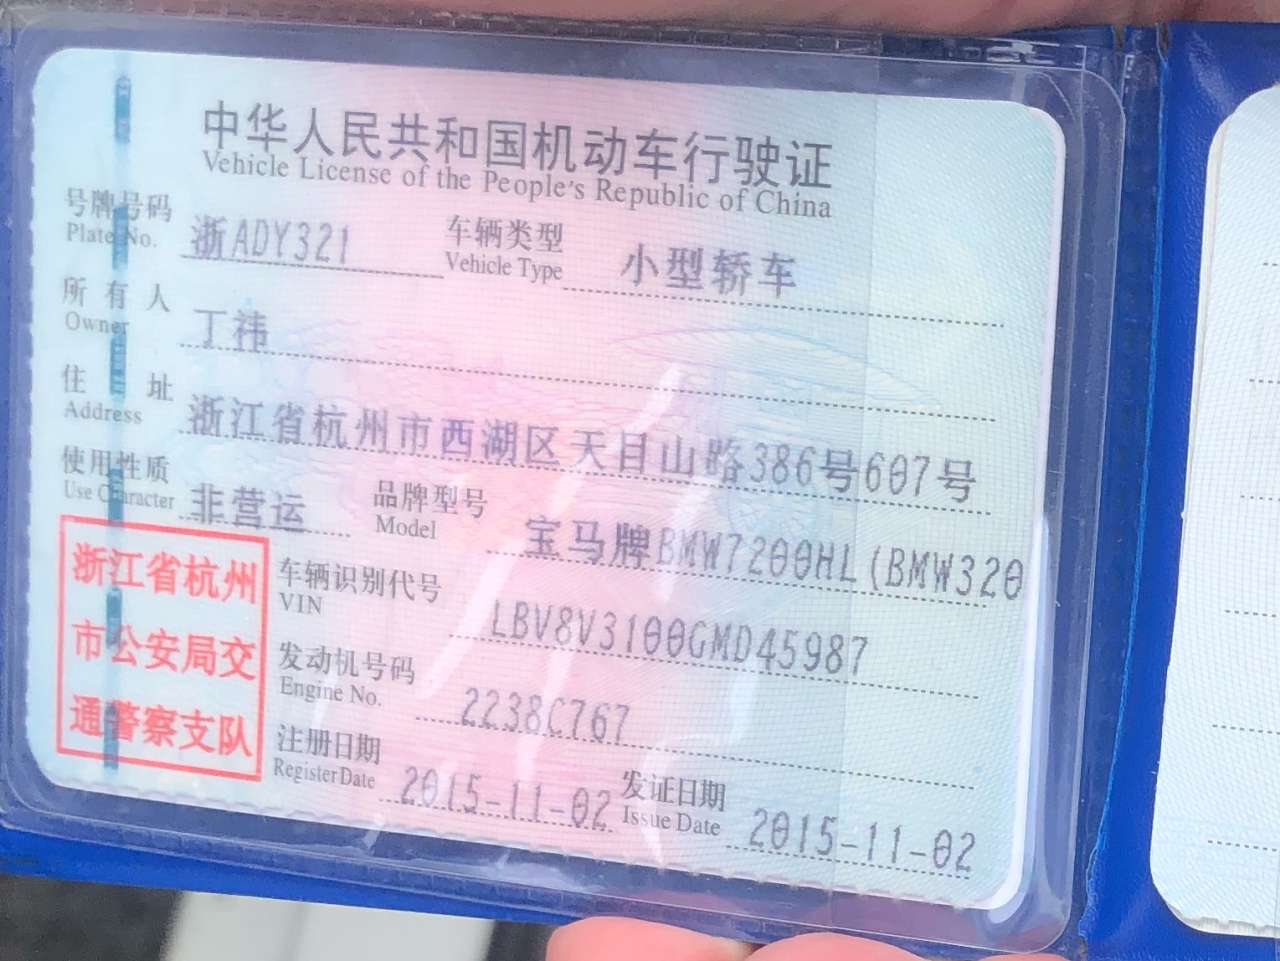 中华人民共和国机动车行驶证
Vehicle License of the People's Republic of China
号牌号码 浙ADY321 车辆类型 小型轿车
Plate No. Vehicle Type
所有人 丁祎
Owner
住址 浙江省杭州市西湖区天目山路386号607号
Address
使用性质 非营运 品牌型号 宝马牌BMW7200HL(BMW320
Use Character Model
浙江省杭州
市公安局交
通警察支队
车辆识别代号 LBV8V3100GMD45987
VIN
发动机号码 2238C767
Engine No.
注册日期 2015-11-02 发证日期 2015-11-02
Register Date Issue Date